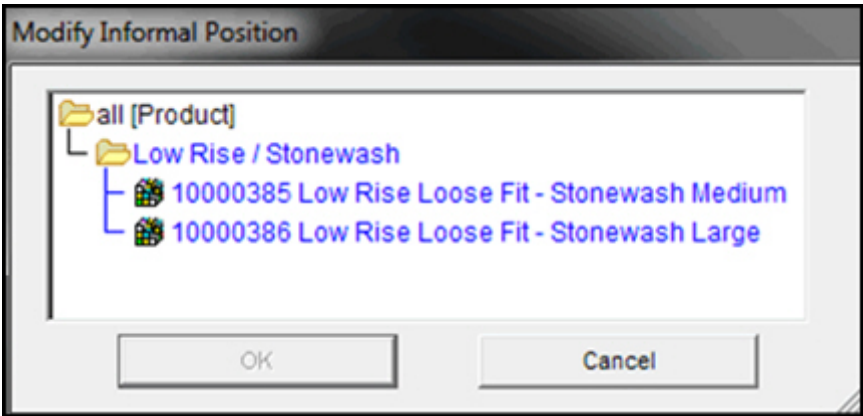 Modify Informal Position
all [Product]
Low Rise / Stonewash
10000385 Low Rise Loose Fit - Stonewash Medium
10000386 Low Rise Loose Fit - Stonewash Large
OK
Cancel